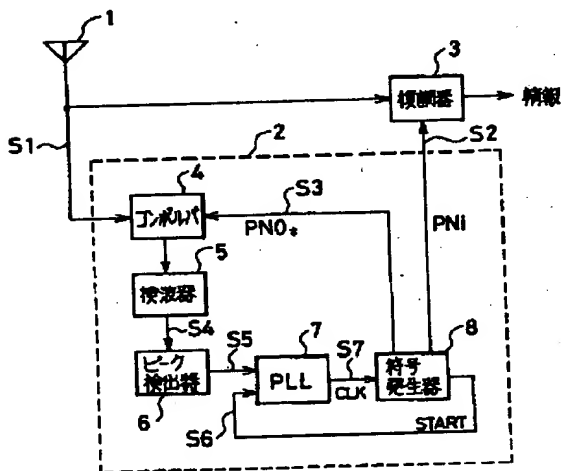 1
3
復調器
情報
S1
2
S2
4
S3
コンボルバ
PN0*
PNi
5
検波器
S4
7
8
ピーク
検出器
S5
PLL
S7
CLK
符号
発生器
6
S6
START